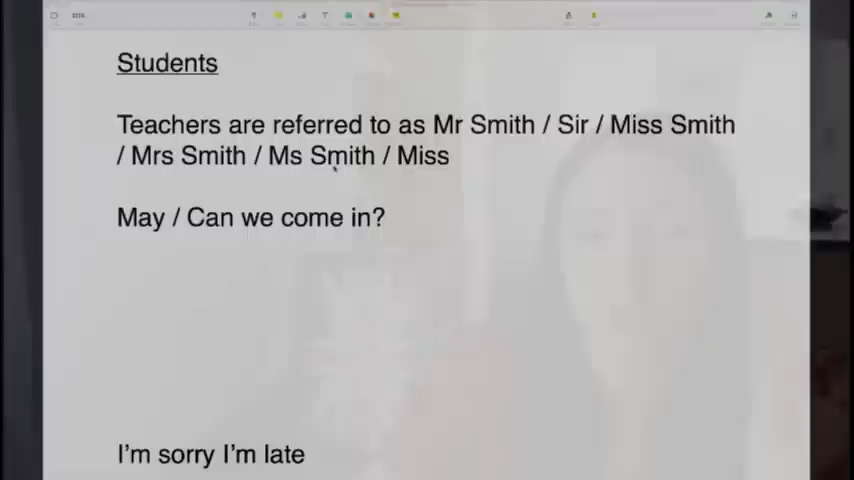 Students
Teachers are referred to as Mr Smith / Sir / Miss Smith
/ Mrs Smith / Ms Smith / Miss
May / Can we come in?
I'm sorry I'm late